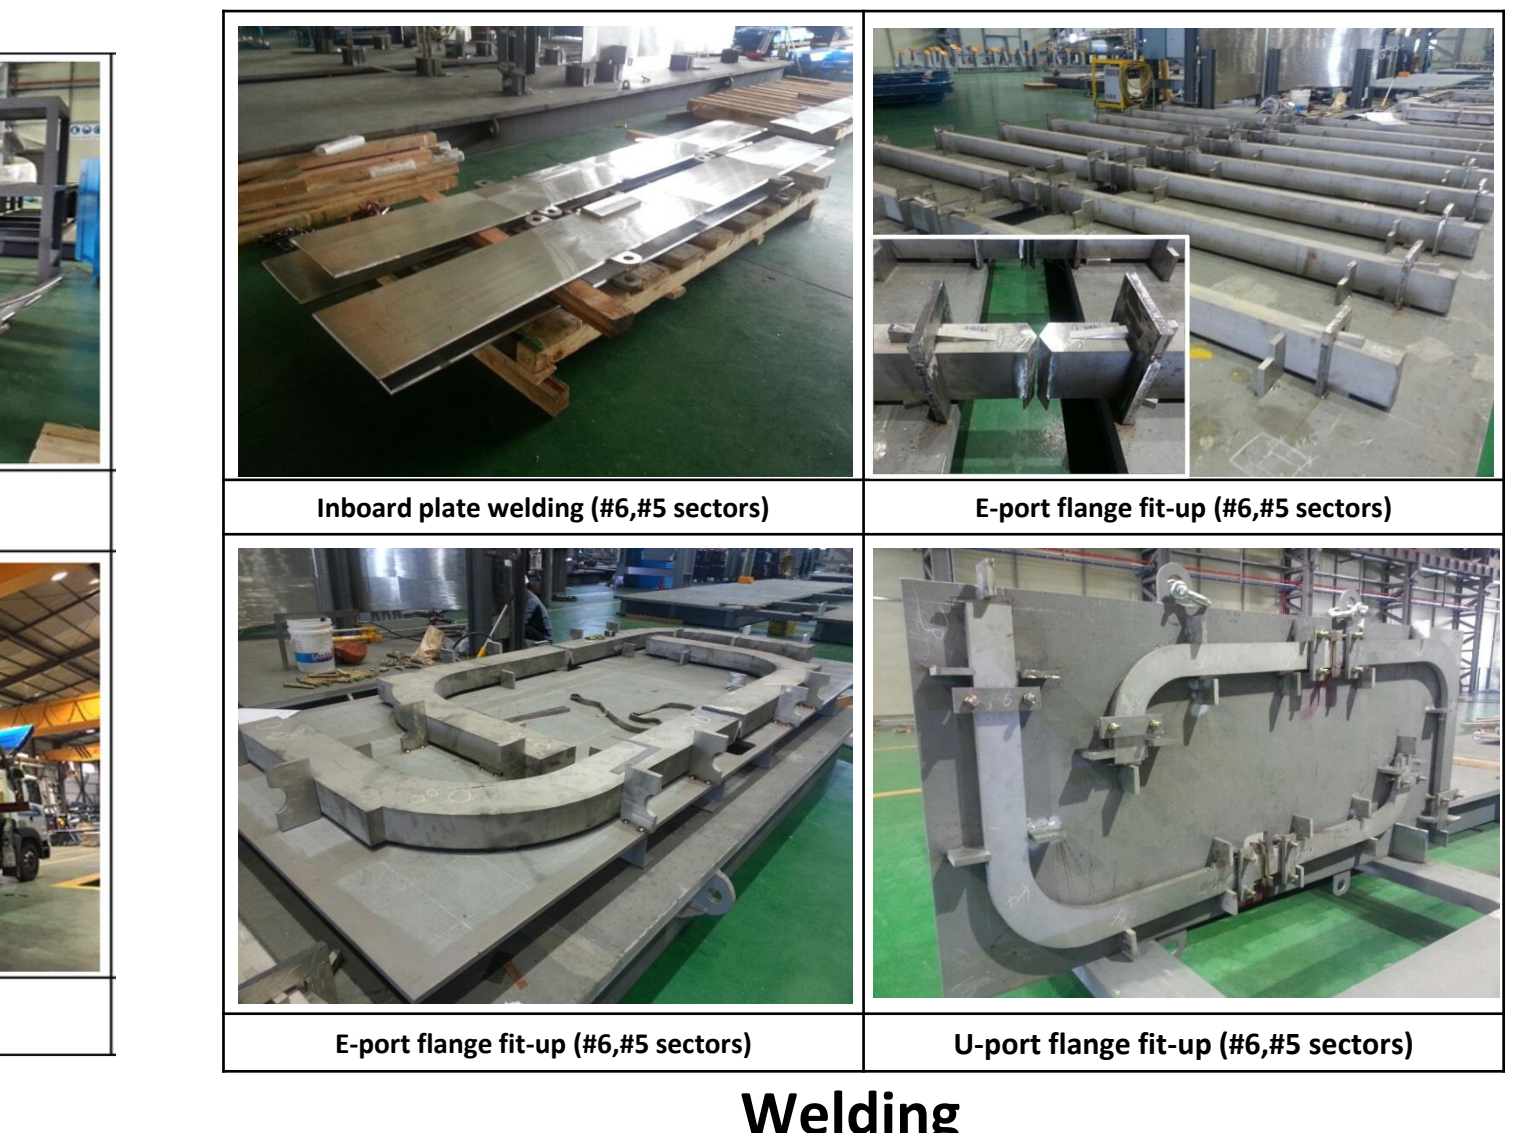 Inboard plate welding (#6,#5 sectors)
E-port flange fit-up (#6,#5 sectors)
E-port flange fit-up (#6,#5 sectors)
U-port flange fit-up (#6,#5 sectors)
Welding